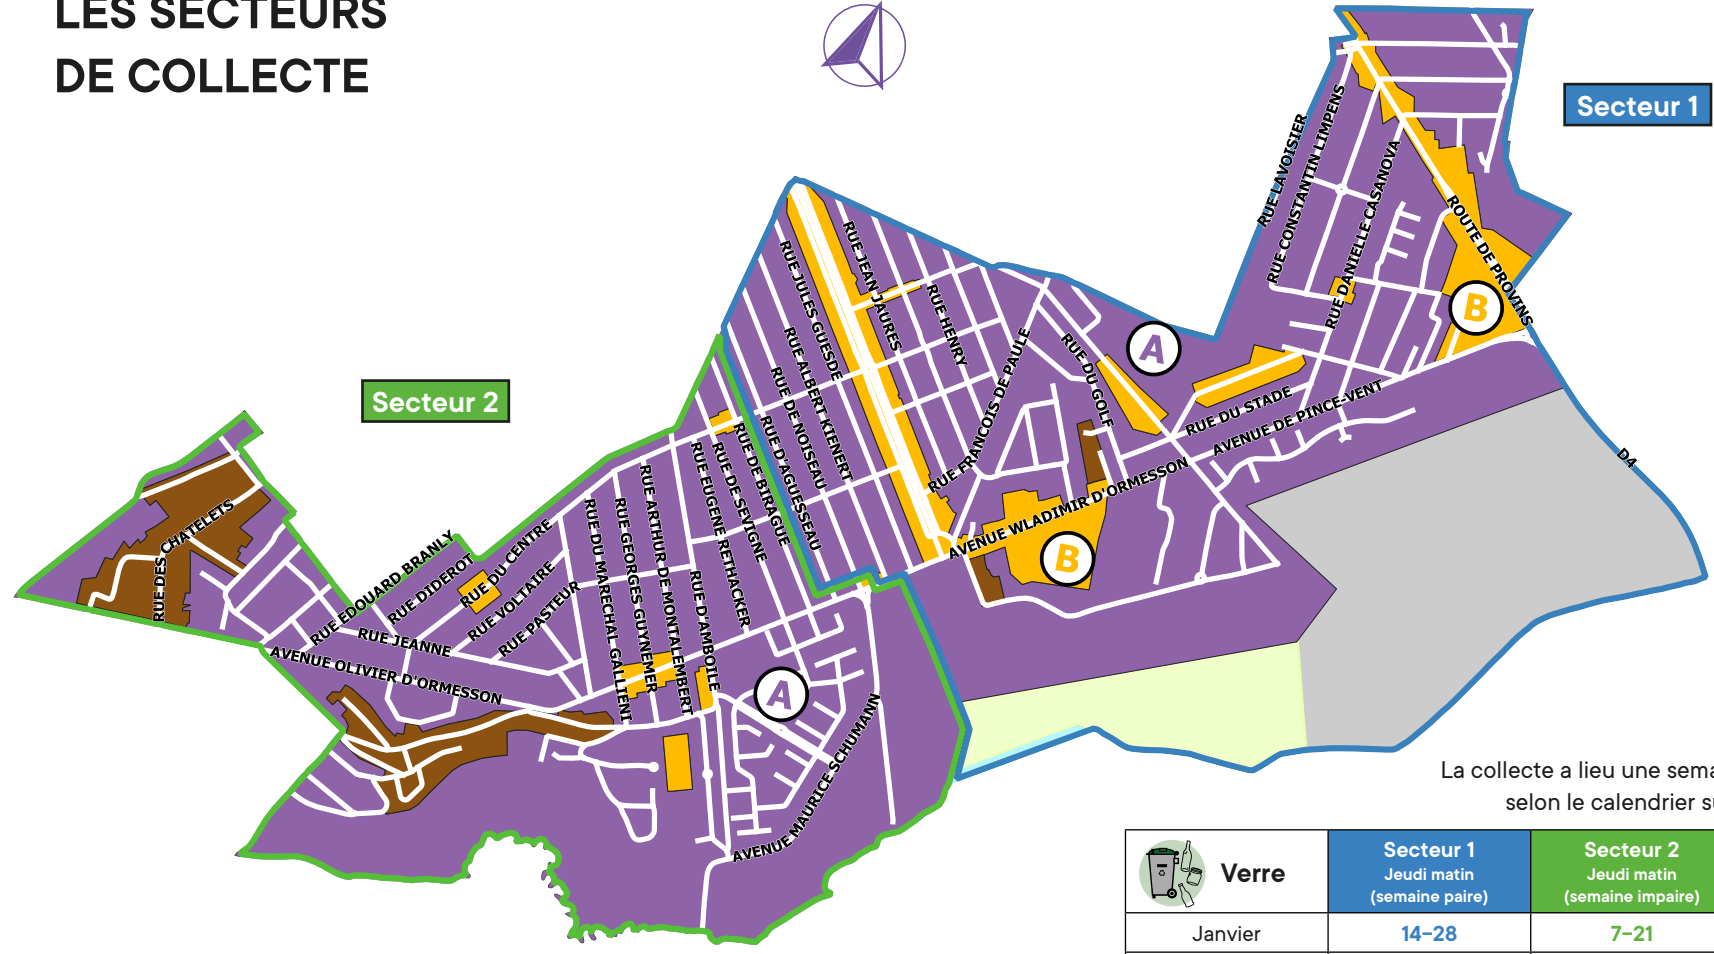 LES SECTEURS
DE COLLECTE
Secteur 1
Secteur 2
RUE LAVOISIER
RUE CONSTANTIN LIMPENS
RUE DANIELLE CASANOVA
ROUTE DE PROVINS
B
A
RUE JEAN JAURES
RUE JULES GUESDE
RUE HENRY
RUE ALBERT KIENERT
RUE DE NOISEAU
RUE D'AGUESSEAU
RUE FRANCOIS DE PAULE
RUE DU GOLF
RUE DU STADE
AVENUE DE PINCE-VENT
AVENUE WLADIMIR D'ORMESSON
B
D4
RUE DE BIRAGUE
RUE DE SEVIGNE
RUE EUGENE RETHACKER
RUE ARTHUR DE MONTALEMBERT
RUE GEORGES GUYNEMER
RUE DU MARECHAL GALLIENI
RUE D'AMBOILE
RUE DES CHATELETS
RUE EDOUARD BRANLY
RUE DIDEROT
RUE DU CENTRE
RUE VOLTAIRE
RUE PASTEUR
RUE JEANNE
AVENUE OLIVIER D'ORMESSON
A
AVENUE MAURICE SCHUMANN
La collecte a lieu une sema
selon le calendrier su
Verre
Secteur 1
Jeudi matin
(semaine paire)
Secteur 2
Jeudi matin
(semaine impaire)
Janvier
14-28
7-21